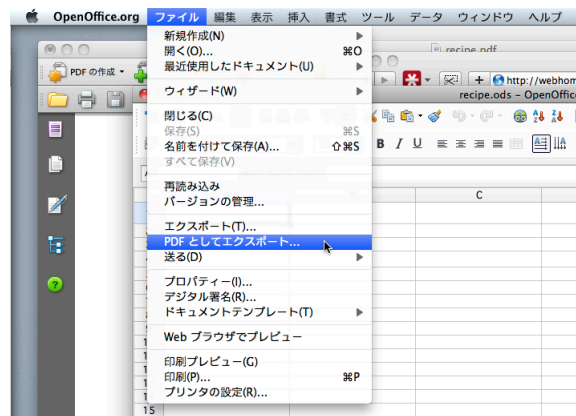 OpenOffice.org ファイル 編集 表示 挿入 書式 ツール データ ウィンドウ ヘルプ
新規作成(N)
開く(O)... ⌘O
最近使用したドキュメント(U)
ウィザード(W)
閉じる(C)
保存(S) ⌘S
名前を付けて保存(A)... ⇧⌘S
すべて保存(V)
再読み込み
バージョンの管理...
エクスポート(T)...
PDF としてエクスポート...
送る(D)
プロパティー(I)...
デジタル署名(R)...
ドキュメントテンプレート(T)
Web ブラウザでプレビュー
印刷プレビュー(G)
印刷(P)... ⌘P
プリンタの設定(R)...
PDF の作成
recipe.pdf
http://webhom
recipe.ods – OpenOffic
B I U
C
15